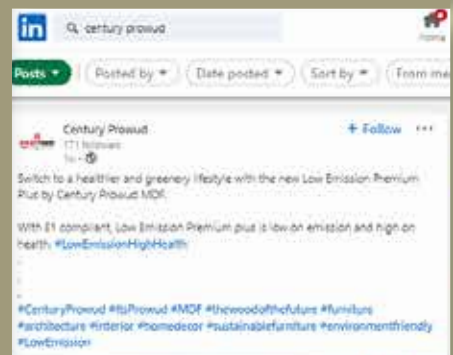 in
century prowud
Home
Posts
Posted by
Date posted
Sort by
From me
Century Prowud
+ Follow
171 followers
1w
Switch to a healthier and greenery lifestyle with the new Low Emission Premium
Plus by Century Prowud MDF.
With E1 compliant, Low Emission Premium plus is low on emission and high on
health. #LowEmissionHighHealth
.
.
.
#CenturyProwud #ItsProwud #MDF #thewoodofthefuture #furniture
#architecture #interior #homedecor #sustainablefurniture #environmentfriendly
#LowEmission